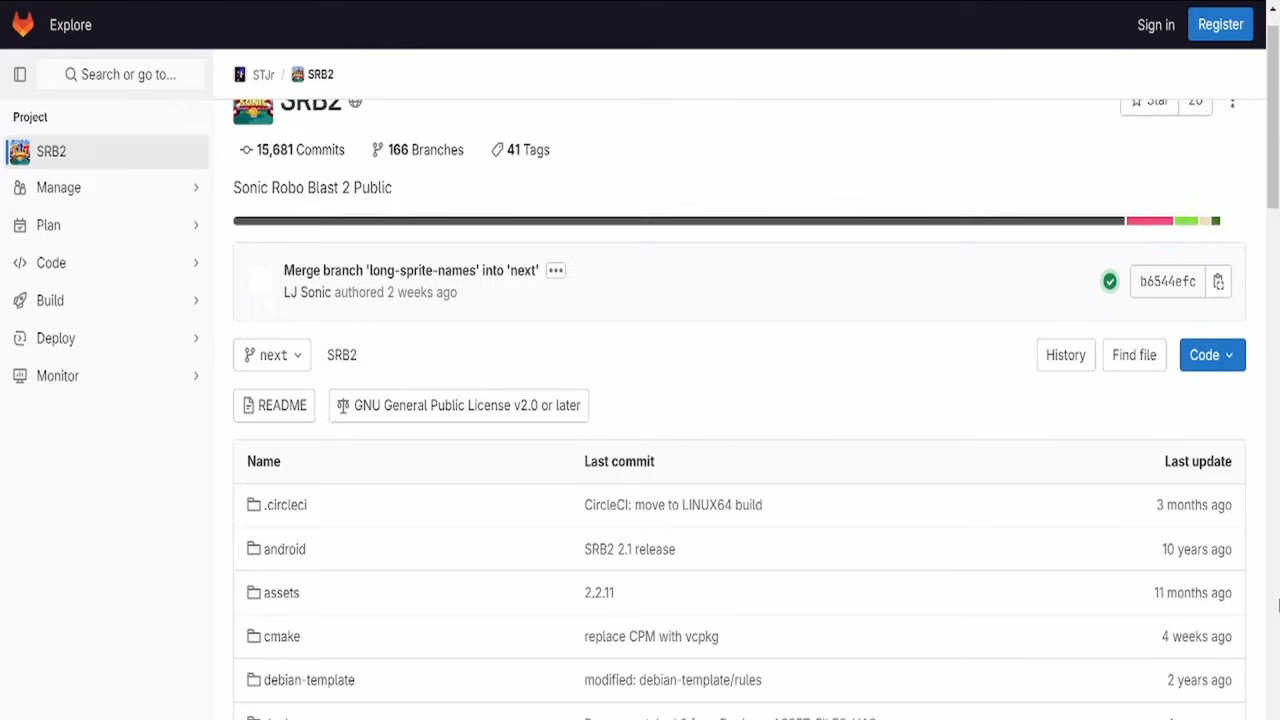 Explore
Sign in
Register
Search or go to...
STJr / SRB2
Project
SRB2
SRB2
Star 20
Manage
15,681 Commits 166 Branches 41 Tags
Plan
Sonic Robo Blast 2 Public
Code
Merge branch 'long-sprite-names' into 'next'
LJ Sonic authored 2 weeks ago
b6544efc
Build
Deploy
Monitor
next SRB2
History Find file Code
README GNU General Public License v2.0 or later
Name Last commit Last update
.circleci CircleCI: move to LINUX64 build 3 months ago
android SRB2 2.1 release 10 years ago
assets 2.2.11 11 months ago
cmake replace CPM with vcpkg 4 weeks ago
debian-template modified: debian-template/rules 2 years ago